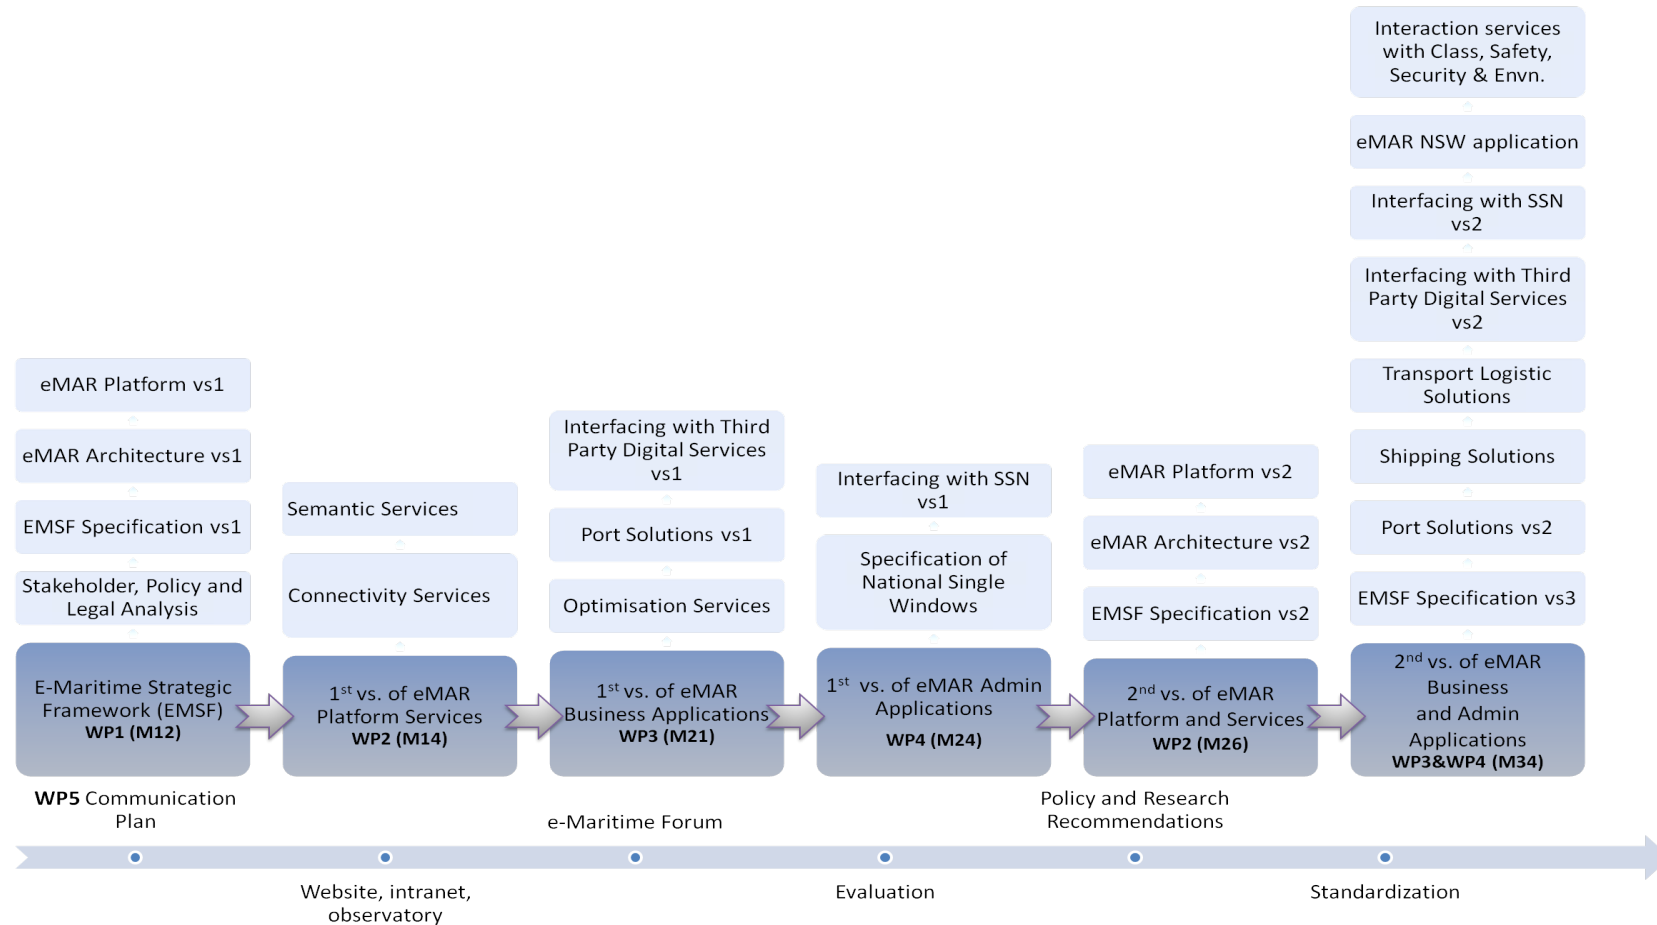 Interaction services
with Class, Safety,
Security & Envn.
eMAR NSW application
Interfacing with SSN
vs2
Interfacing with Third
Party Digital Services
vs2
Transport Logistic
Solutions
Shipping Solutions
Port Solutions vs2
EMSF Specification vs3
2nd vs. of eMAR
Business
and Admin
Applications
WP3&WP4 (M34)
eMAR Platform vs1
eMAR Architecture vs1
EMSF Specification vs1
Stakeholder, Policy and
Legal Analysis
E-Maritime Strategic
Framework (EMSF)
WP1 (M12)
Semantic Services
Connectivity Services
1st vs. of eMAR
Platform Services
WP2 (M14)
Interfacing with Third
Party Digital Services
vs1
Port Solutions vs1
Optimisation Services
1st vs. of eMAR
Business Applications
WP3 (M21)
Interfacing with SSN
vs1
Specification of
National Single
Windows
1st vs. of eMAR Admin
Applications
WP4 (M24)
eMAR Platform vs2
eMAR Architecture vs2
EMSF Specification vs2
2nd vs. of eMAR
Platform and Services
WP2 (M26)
WP5 Communication
Plan
Website, intranet,
observatory
e-Maritime Forum
Evaluation
Policy and Research
Recommendations
Standardization